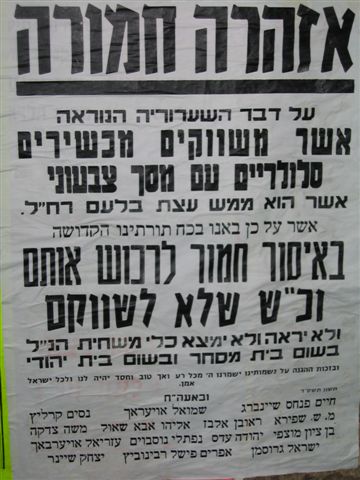 אזהרה חמורה
על דבר השערוריה הנוראה
אשר משווקים מכשירים
סלולריים עם מסך צבעוני
אשר הוא ממש עצת בלעם רח"ל.
אשר על כן באנו בכח תורתינו הקדושה
באיסור חמור לרכוש אותם
וכ"ש שלא לשווקם
ולא יראה ולא ימצא כלי משחית הנ"ל
בשום בית מסחר ובשום בית יהודי
ובזכות ההגנה על נשמותינו ישמרנו ה' מכל רע ואך טוב וחסד יהיה לנו ולכל ישראל
אמן.
ובאעה"ח
חיים פנחס שיינברג שמואל אויערבאך נסים קרליץ
מ. ש. שפירא ראובן אלבז אליהו אבא שאול משה צדקה
בן ציון מוצפי יהודה עדס נפתלי נוסבוים עזריאל אויערבאך
ישראל גרוסמן אפרים פישל רבינוביץ יצחק שיינר